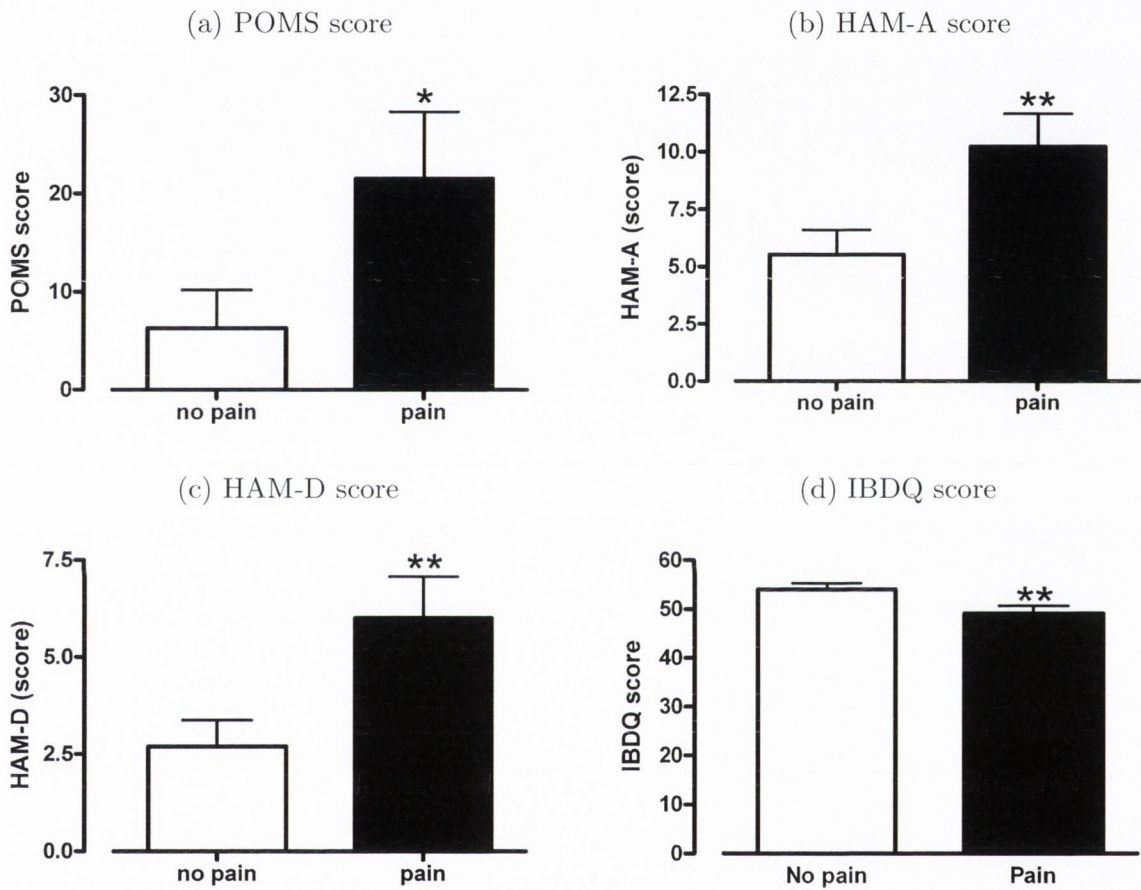 (a) POMS score
POMS score
30
20
10
0
*
no pain
pain
(b) HAM-A score
HAM-A (score)
12.5
10.0
7.5
5.0
2.5
0.0
**
no pain
pain
(c) HAM-D score
HAM-D (score)
7.5
5.0
2.5
0.0
**
no pain
pain
(d) IBDQ score
IBDQ score
60
50
40
30
20
10
0
**
No pain
Pain